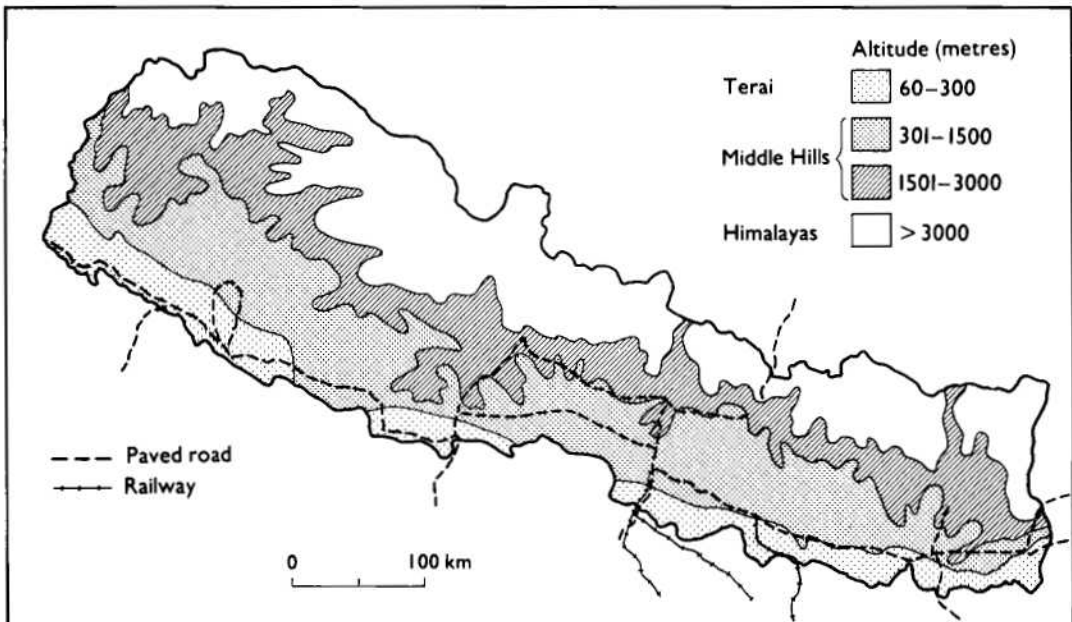 Altitude (metres)
Terai 60–300
301–1500
Middle Hills
1501–3000
Himalayas > 3000
Paved road
Railway
0 100 km